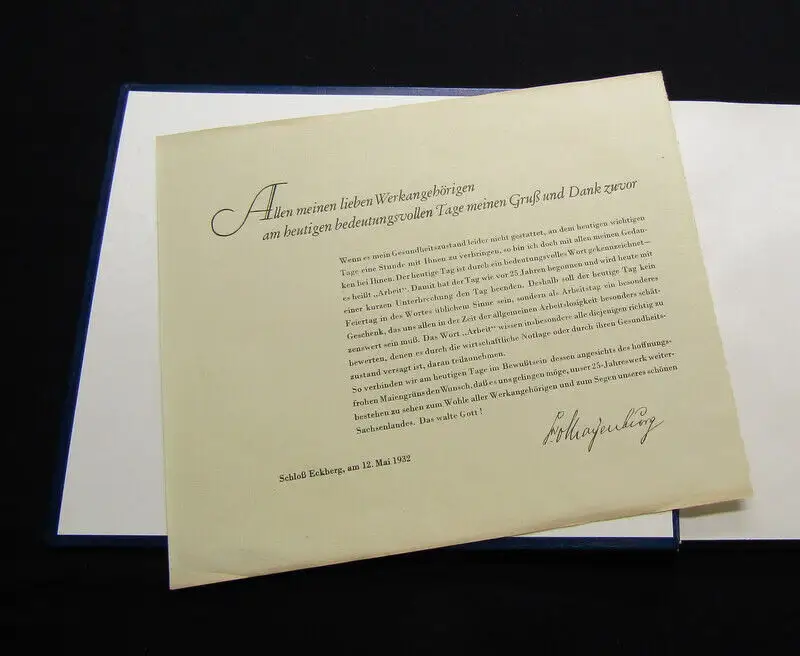 Allen meinen lieben Werkangehörigen
am heutigen bedeutungsvollen Tage meinen Gruß und Dank zuvor
Wenn es mein Gesundheitszustand leider nicht gestattet, an dem heutigen wichtigen
Tage eine Stunde mit Ihnen zu verbringen, so bin ich doch mit allen meinen Gedan-
ken bei Ihnen. Der heutige Tag ist durch ein bedeutungsvolles Wort gekennzeichnet—
es heißt „Arbeit“. Damit hat der Tag wie vor 25 Jahren begonnen und wird heute mit
einer kurzen Unterbrechung den Tag beenden. Deshalb soll der heutige Tag kein
Feiertag in des Wortes üblichem Sinne sein, sondern als Arbeitstag ein besonderes
Geschenk, das uns allen in der Zeit der allgemeinen Arbeitslosigkeit besonders schät-
zenswert sein muß. Das Wort „Arbeit“ wissen insbesondere alle diejenigen richtig zu
bewerten, denen es durch die wirtschaftliche Notlage oder durch ihren Gesundheits-
zustand versagt ist, daran teilzunehmen.
So verbinden wir am heutigen Tage im Bewußtsein dessen angesichts des hoffnungs-
frohen Maiengrüns den Wunsch, daß es uns gelingen möge, unser 25-Jahreswerk weiter-
bestehen zu sehen zum Wohle aller Werkangehörigen und zum Segen unseres schönen
Sachsenlandes. Das walte Gott!
Schloß Eckberg, am 12. Mai 1932